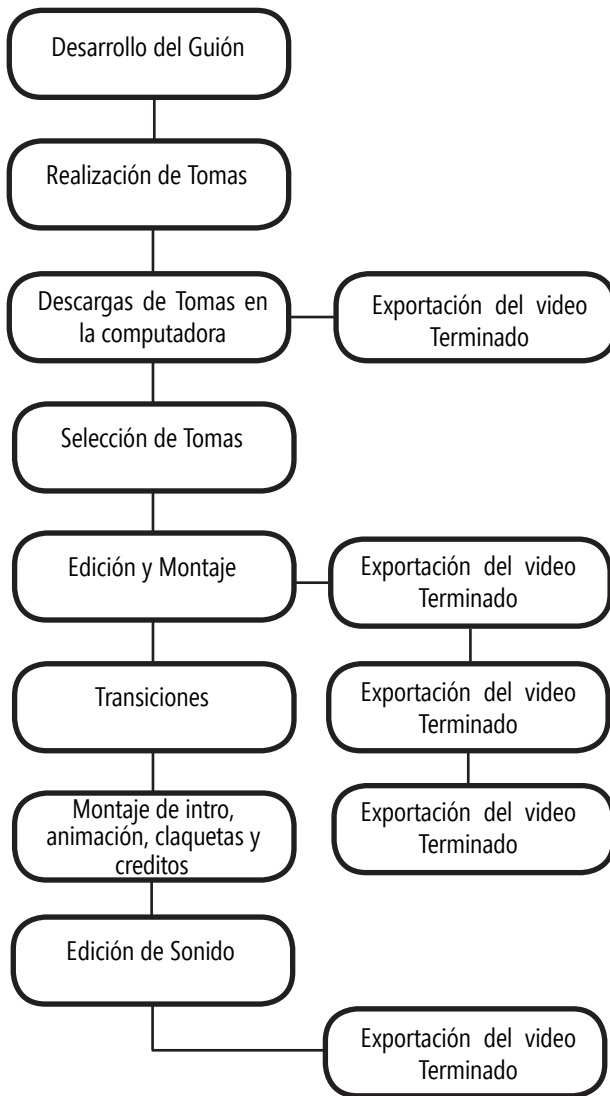 Desarrollo del Guión
Realización de Tomas
Descargas de Tomas en
la computadora
Exportación del video
Terminado
Selección de Tomas
Edición y Montaje
Exportación del video
Terminado
Transiciones
Exportación del video
Terminado
Montaje de intro,
animación, claquetas y
creditos
Exportación del video
Terminado
Edición de Sonido
Exportación del video
Terminado